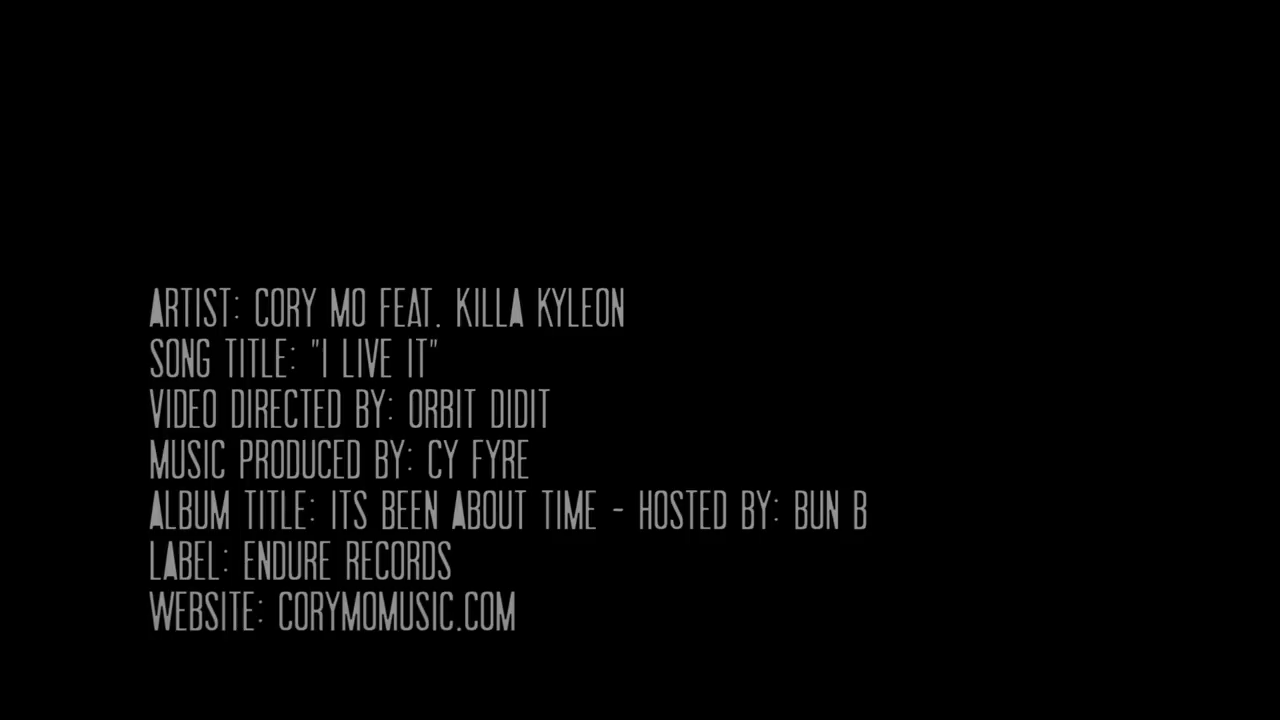 ARTIST: CORY MO FEAT. KILLA KYLEON
SONG TITLE: "I LIVE IT"
VIDEO DIRECTED BY: ORBIT DIDIT
MUSIC PRODUCED BY: CY FYRE
ALBUM TITLE: ITS BEEN ABOUT TIME - HOSTED BY: BUN B
LABEL: ENDURE RECORDS
WEBSITE: CORYMOMUSIC.COM